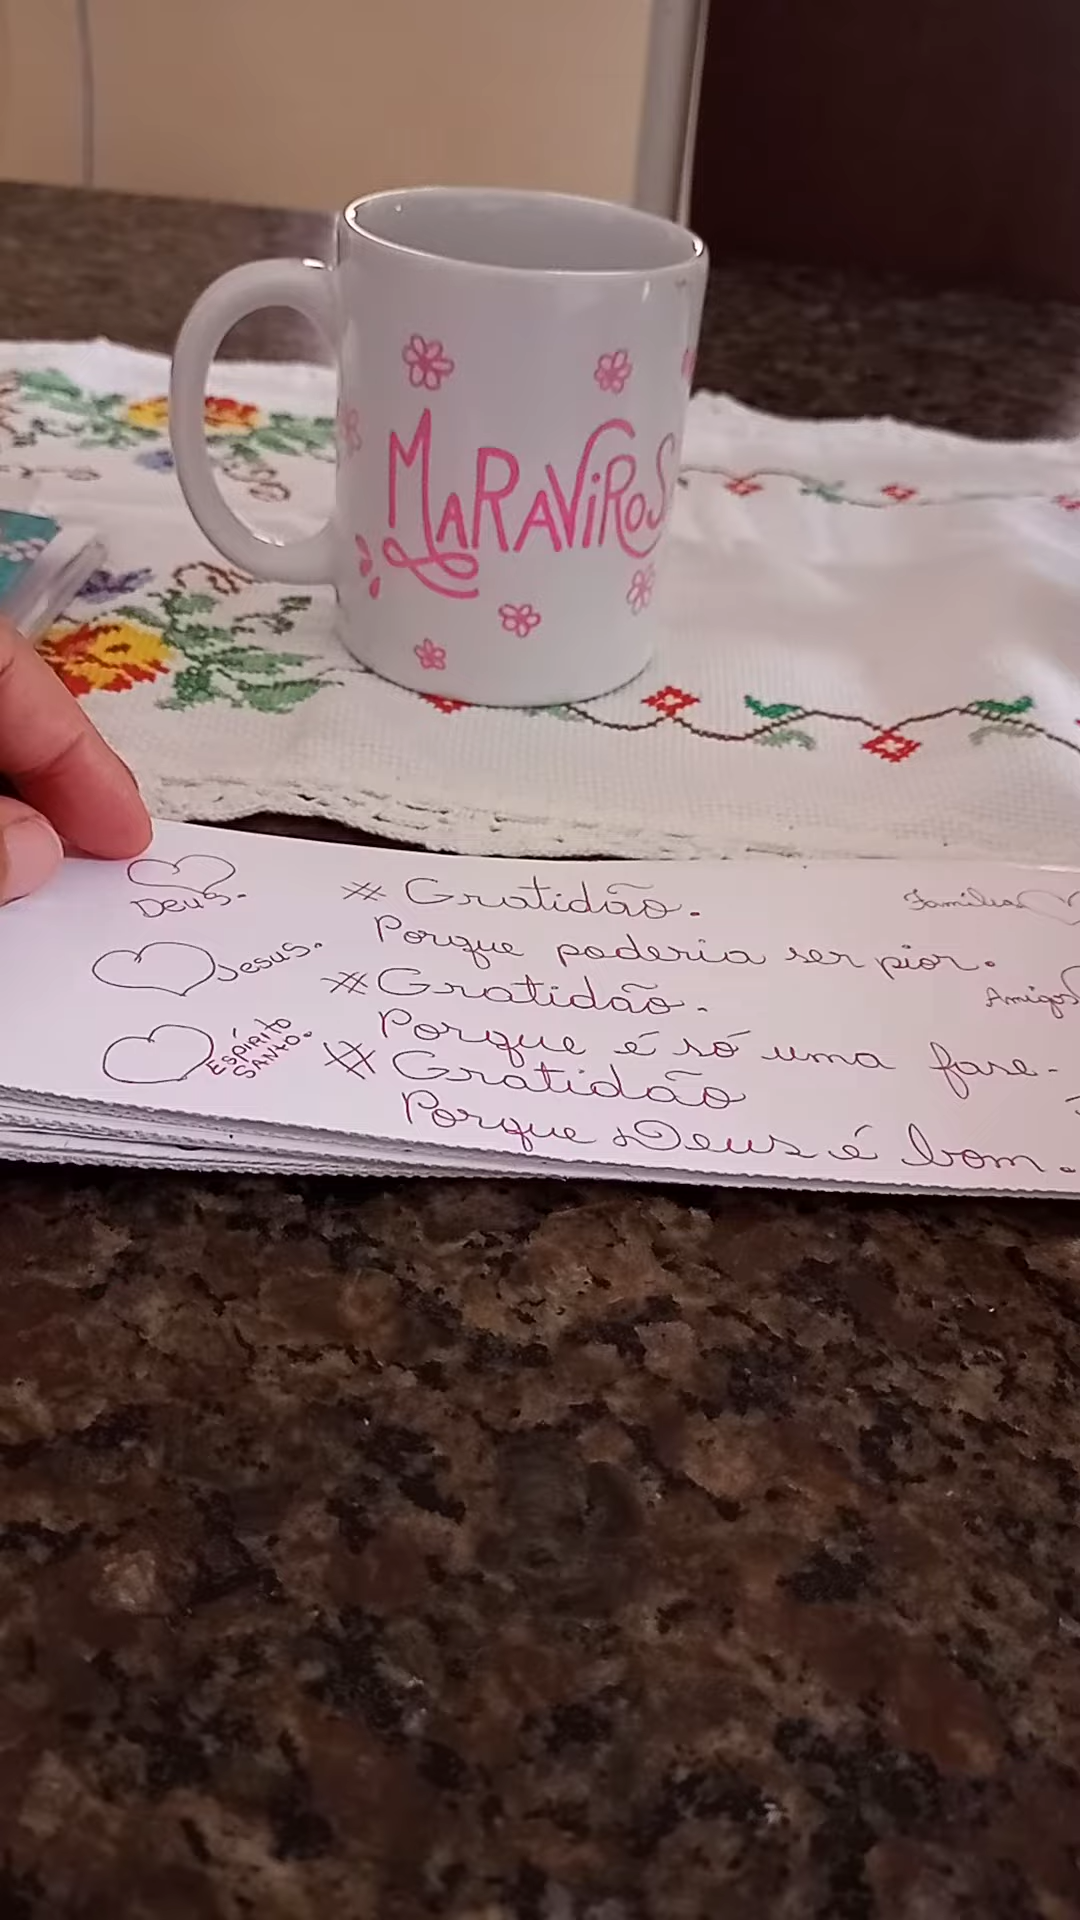 MARAVIROS
Deus.
#Gratidão.
Família
Porque poderia ser pior.
Jesus.
#Gratidão.
Amigos
Porque é só uma fase.
ESPÍRITO
SANTO.
#Gratidão
Porque Deus é bom.